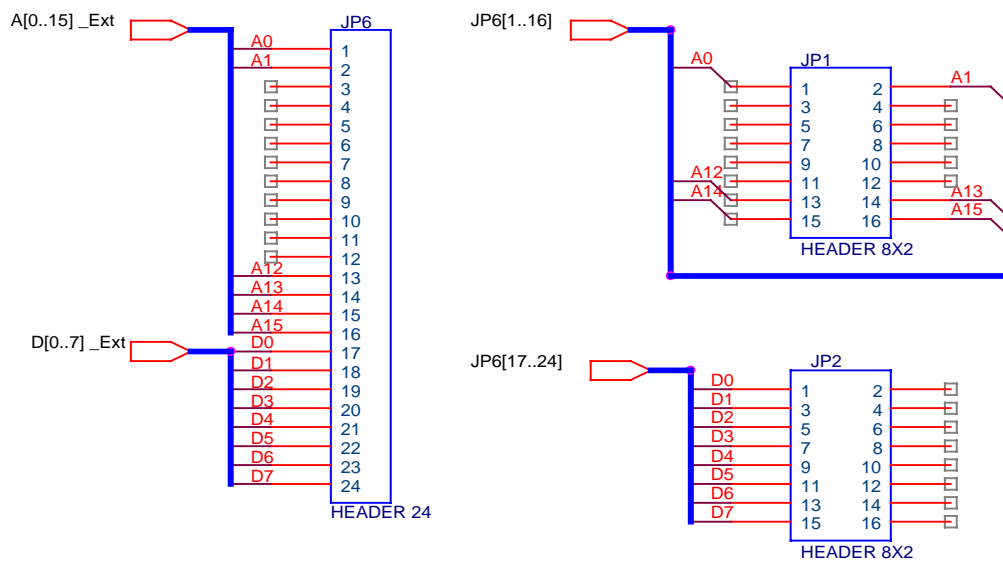 A[0..15] _Ext
JP6
A0 1
A1 2
3
4
5
6
7
8
9
10
11
12
A12 13
A13 14
A14 15
A15 16
D[0..7] _Ext
D0 17
D1 18
D2 19
D3 20
D4 21
D5 22
D6 23
D7 24
HEADER 24
JP6[1..16]
JP1
A0 1 2 A1
3 4
5 6
7 8
9 10
A12 11 12
A14 13 14 A13
15 16 A15
HEADER 8X2
JP6[17..24]
JP2
D0 1 2
D1 3 4
D2 5 6
D3 7 8
D4 9 10
D5 11 12
D6 13 14
D7 15 16
HEADER 8X2